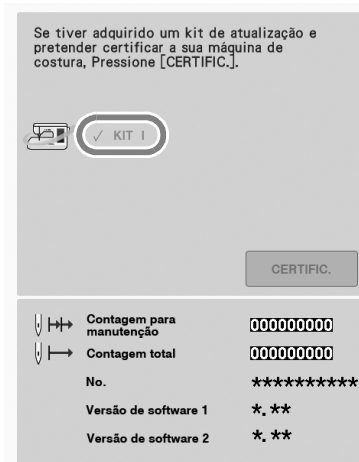 Se tiver adquirido um kit de atualização e
pretender certificar a sua máquina de
costura, Pressione [CERTIFIC.].
✓ KIT I
CERTIFIC.
Contagem para
manutenção 000000000
Contagem total 000000000
No. **********
Versão de software 1 *.**
Versão de software 2 *.**